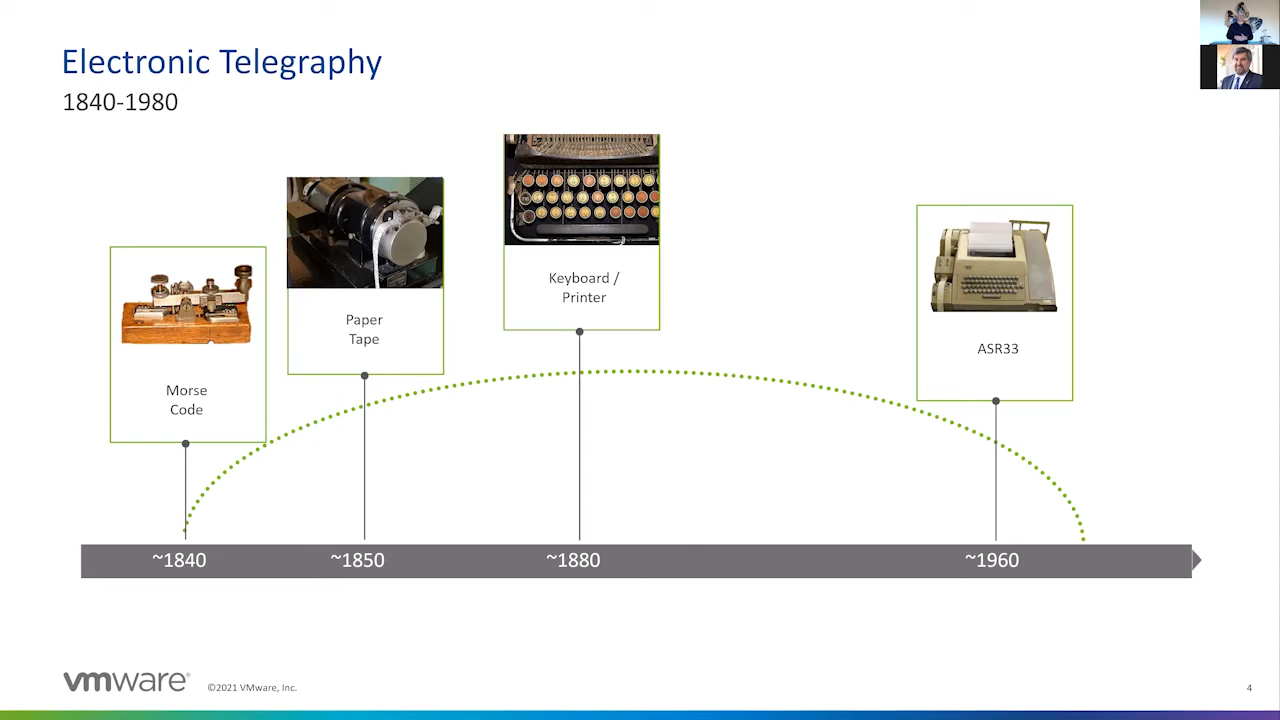 Electronic Telegraphy
1840-1980
Morse
Code
Paper
Tape
Keyboard /
Printer
ASR33
~1840
~1850
~1880
~1960
vmware®
©2021 VMware, Inc.
4